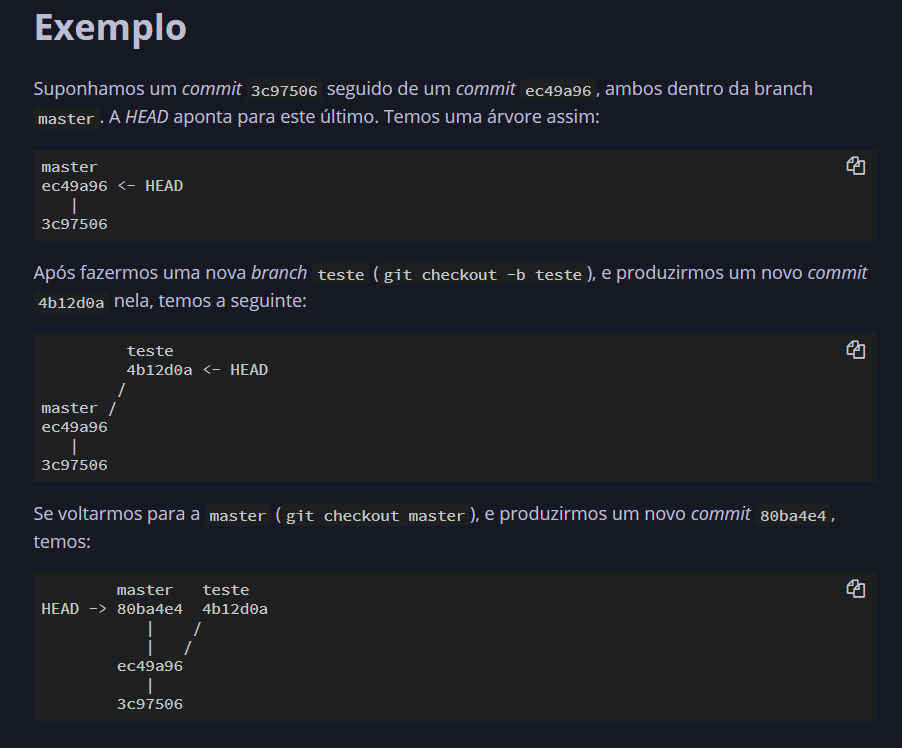 Exemplo
Suponhamos um commit 3c97506 seguido de um commit ec49a96, ambos dentro da branch
master. A HEAD aponta para este último. Temos uma árvore assim:
master
ec49a96 <- HEAD
   |
3c97506
Após fazermos uma nova branch teste (git checkout -b teste), e produzirmos um novo commit
4b12d0a nela, temos a seguinte:
         teste
         4b12d0a <- HEAD
        /
master /
ec49a96
   |
3c97506
Se voltarmos para a master (git checkout master), e produzirmos um novo commit 80ba4e4,
temos:
        master   teste
HEAD -> 80ba4e4  4b12d0a
           |    /
           |   /
        ec49a96
           |
        3c97506